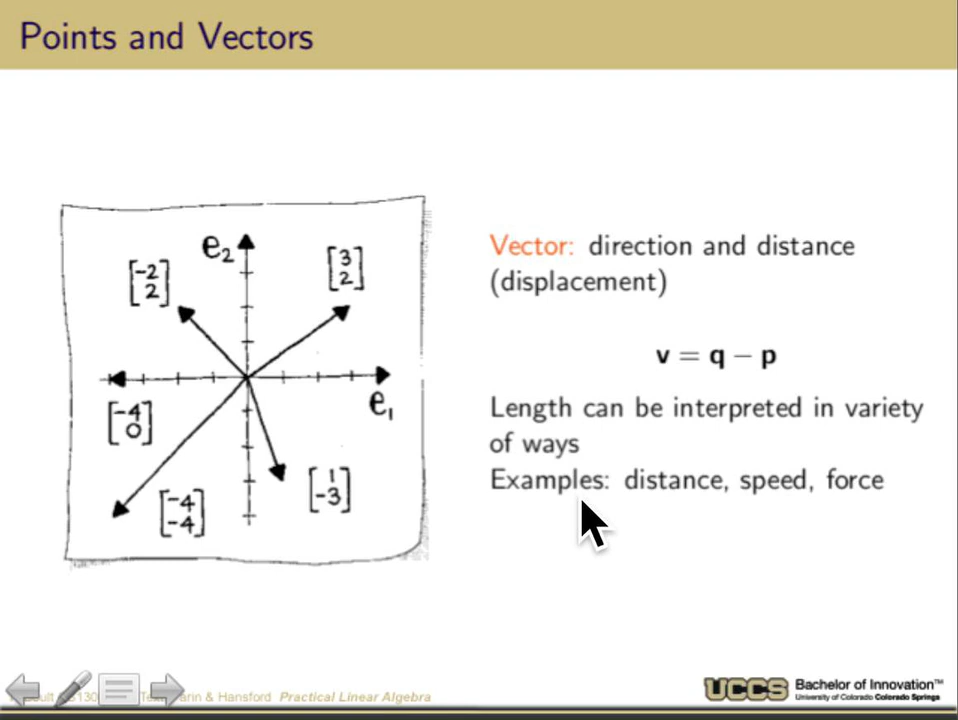 Points and Vectors
e2
[-2 2]
[3 2]
e1
[-4 0]
[-4 -4]
[1 -3]
Vector: direction and distance
(displacement)
v = q − p
Length can be interpreted in variety
of ways
Examples: distance, speed, force
& Hansford Practical Linear Algebra
UCCS
Bachelor of Innovation™
University of Colorado Colorado Springs